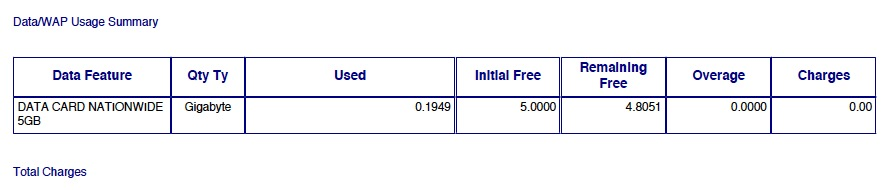 Data/WAP Usage Summary
Data Feature Qty Ty Used Initial Free Remaining Free Overage Charges
DATA CARD NATIONWIDE 5GB Gigabyte 0.1949 5.0000 4.8051 0.0000 0.00
Total Charges